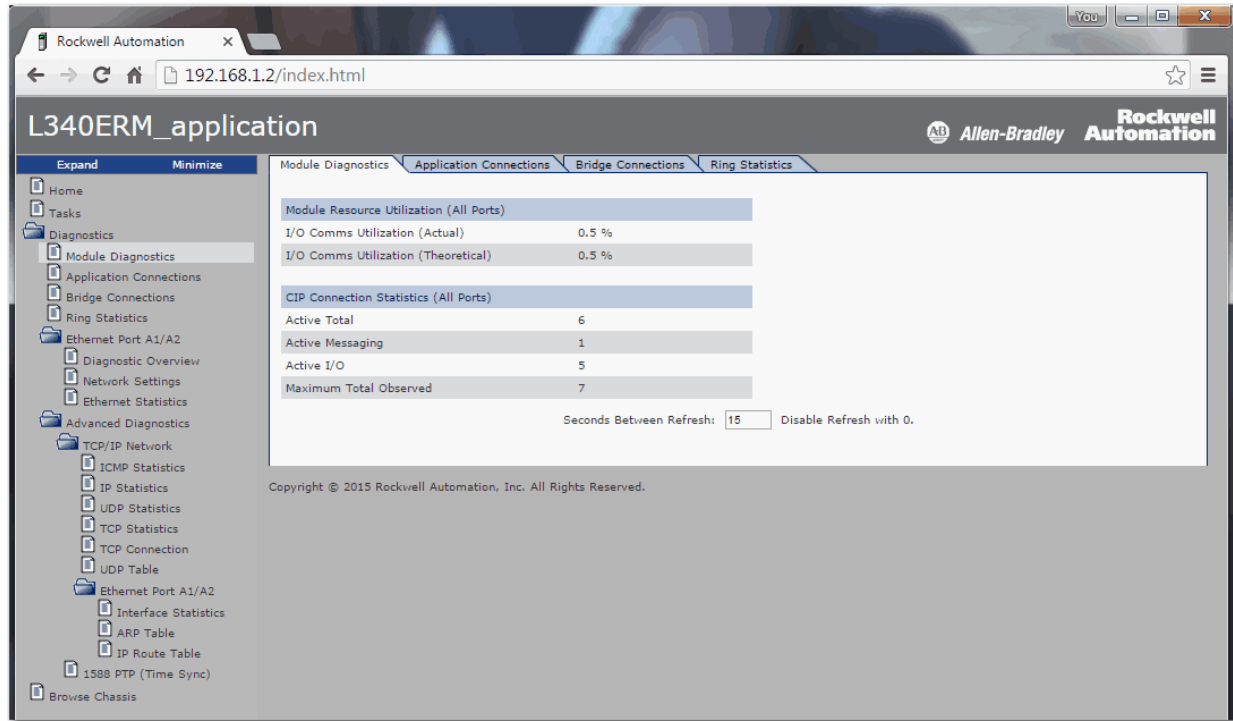 You
Rockwell Automation
192.168.1.2/index.html
L340ERM_application
AB Allen-Bradley
Rockwell
Automation
Expand Minimize
Module Diagnostics Application Connections Bridge Connections Ring Statistics
Home
Tasks
Diagnostics
Module Diagnostics
Application Connections
Bridge Connections
Ring Statistics
Ethernet Port A1/A2
Diagnostic Overview
Network Settings
Ethernet Statistics
Advanced Diagnostics
TCP/IP Network
ICMP Statistics
IP Statistics
UDP Statistics
TCP Statistics
TCP Connection
UDP Table
Ethernet Port A1/A2
Interface Statistics
ARP Table
IP Route Table
1588 PTP (Time Sync)
Browse Chassis
Module Resource Utilization (All Ports)
I/O Comms Utilization (Actual) 0.5 %
I/O Comms Utilization (Theoretical) 0.5 %
CIP Connection Statistics (All Ports)
Active Total 6
Active Messaging 1
Active I/O 5
Maximum Total Observed 7
Seconds Between Refresh: 15 Disable Refresh with 0.
Copyright © 2015 Rockwell Automation, Inc. All Rights Reserved.